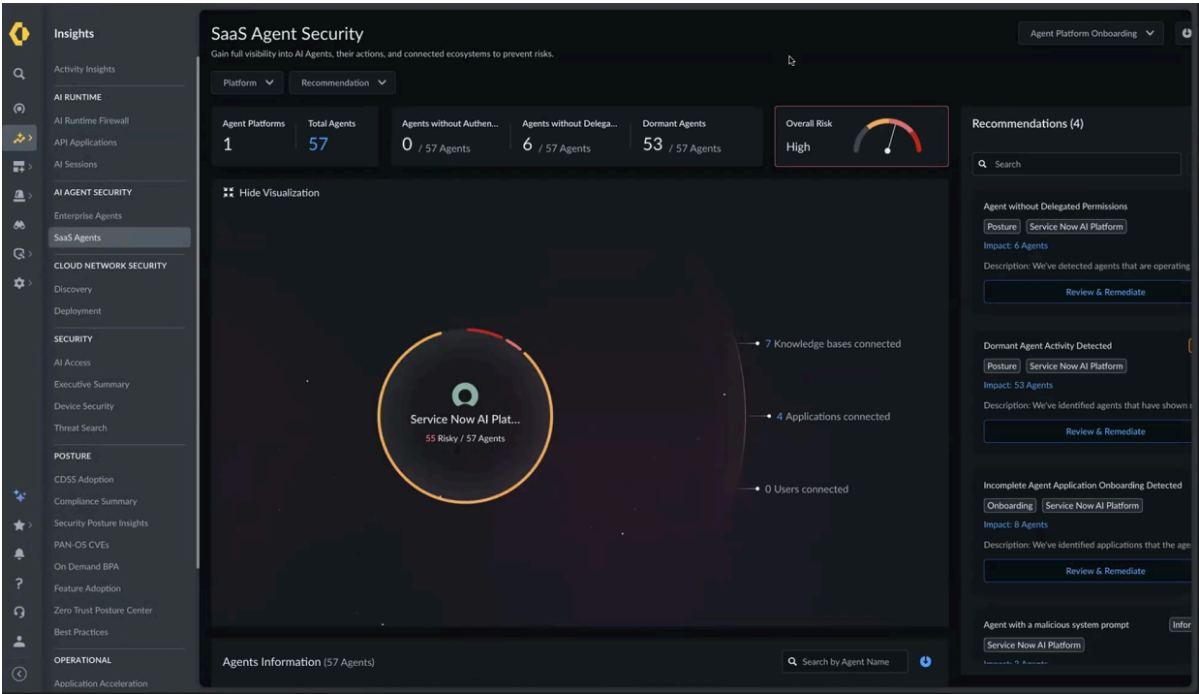 Insights
Activity Insights
AI RUNTIME
AI Runtime Firewall
API Applications
AI Sessions
AI AGENT SECURITY
Enterprise Agents
SaaS Agents
CLOUD NETWORK SECURITY
Discovery
Deployment
SECURITY
AI Access
Executive Summary
Device Security
Threat Search
POSTURE
CDSS Adoption
Compliance Summary
Security Posture Insights
PAN-OS CVEs
On Demand BPA
Feature Adoption
Zero Trust Posture Center
Best Practices
OPERATIONAL
Application Acceleration
SaaS Agent Security
Gain full visibility into AI Agents, their actions, and connected ecosystems to prevent risks.
Agent Platform Onboarding
Platform
Recommendation
Agent Platforms
1
Total Agents
57
Agents without Authen...
0 / 57 Agents
Agents without Delega...
6 / 57 Agents
Dormant Agents
53 / 57 Agents
Overall Risk
High
Hide Visualization
Service Now AI Plat...
55 Risky / 57 Agents
7 Knowledge bases connected
4 Applications connected
0 Users connected
Agents Information (57 Agents)
Search by Agent Name
Recommendations (4)
Search
Agent without Delegated Permissions
Posture Service Now AI Platform
Impact: 6 Agents
Description: We've detected agents that are operating
Review & Remediate
Dormant Agent Activity Detected
Posture Service Now AI Platform
Impact: 53 Agents
Description: We've identified agents that have shown
Review & Remediate
Incomplete Agent Application Onboarding Detected
Onboarding Service Now AI Platform
Impact: 8 Agents
Description: We've identified applications that the age
Review & Remediate
Agent with a malicious system prompt
Infor
Service Now AI Platform